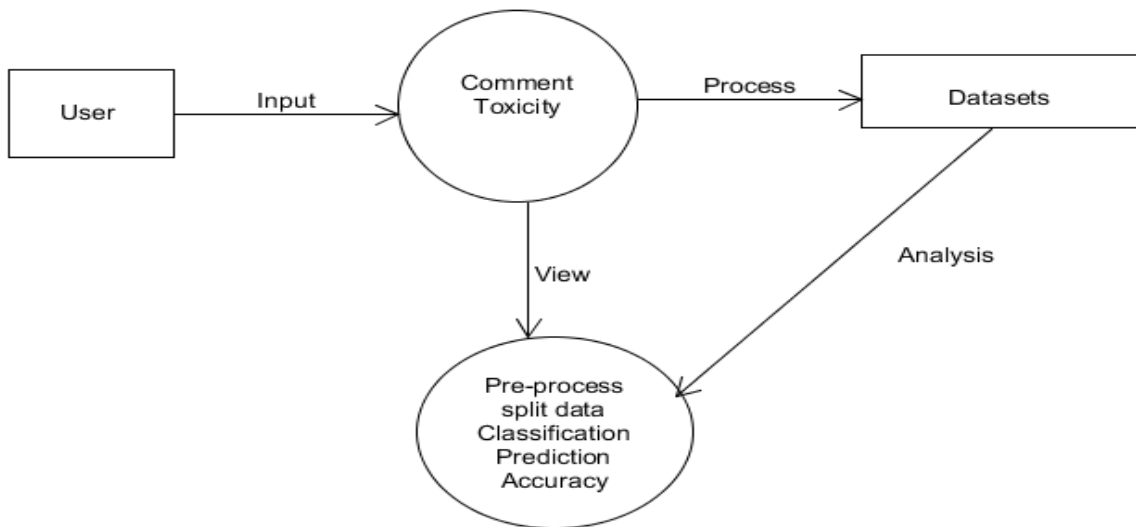 User
Input
Comment
Toxicity
Process
Datasets
View
Analysis
Pre-process
split data
Classification
Prediction
Accuracy